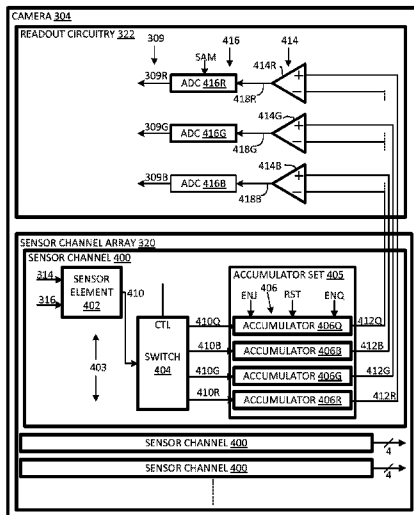 CAMERA 304
READOUT CIRCUITRY 322
309 416 414
SAM 414R
309R ADC 416R 418R + −
414G
309G ADC 416G 418G + −
414B
309B ADC 416B 418B + −
SENSOR CHANNEL ARRAY 320
SENSOR CHANNEL 400
314 316 SENSOR ELEMENT 402 410
403
CTL
SWITCH 404
410Q
410B
410G
410R
ACCUMULATOR SET 405
406
RST ENQ
ACCUMULATOR 406Q 412Q
ACCUMULATOR 406B 412B
ACCUMULATOR 406G 412G
ACCUMULATOR 406R 412R
SENSOR CHANNEL 400 4
SENSOR CHANNEL 400 4